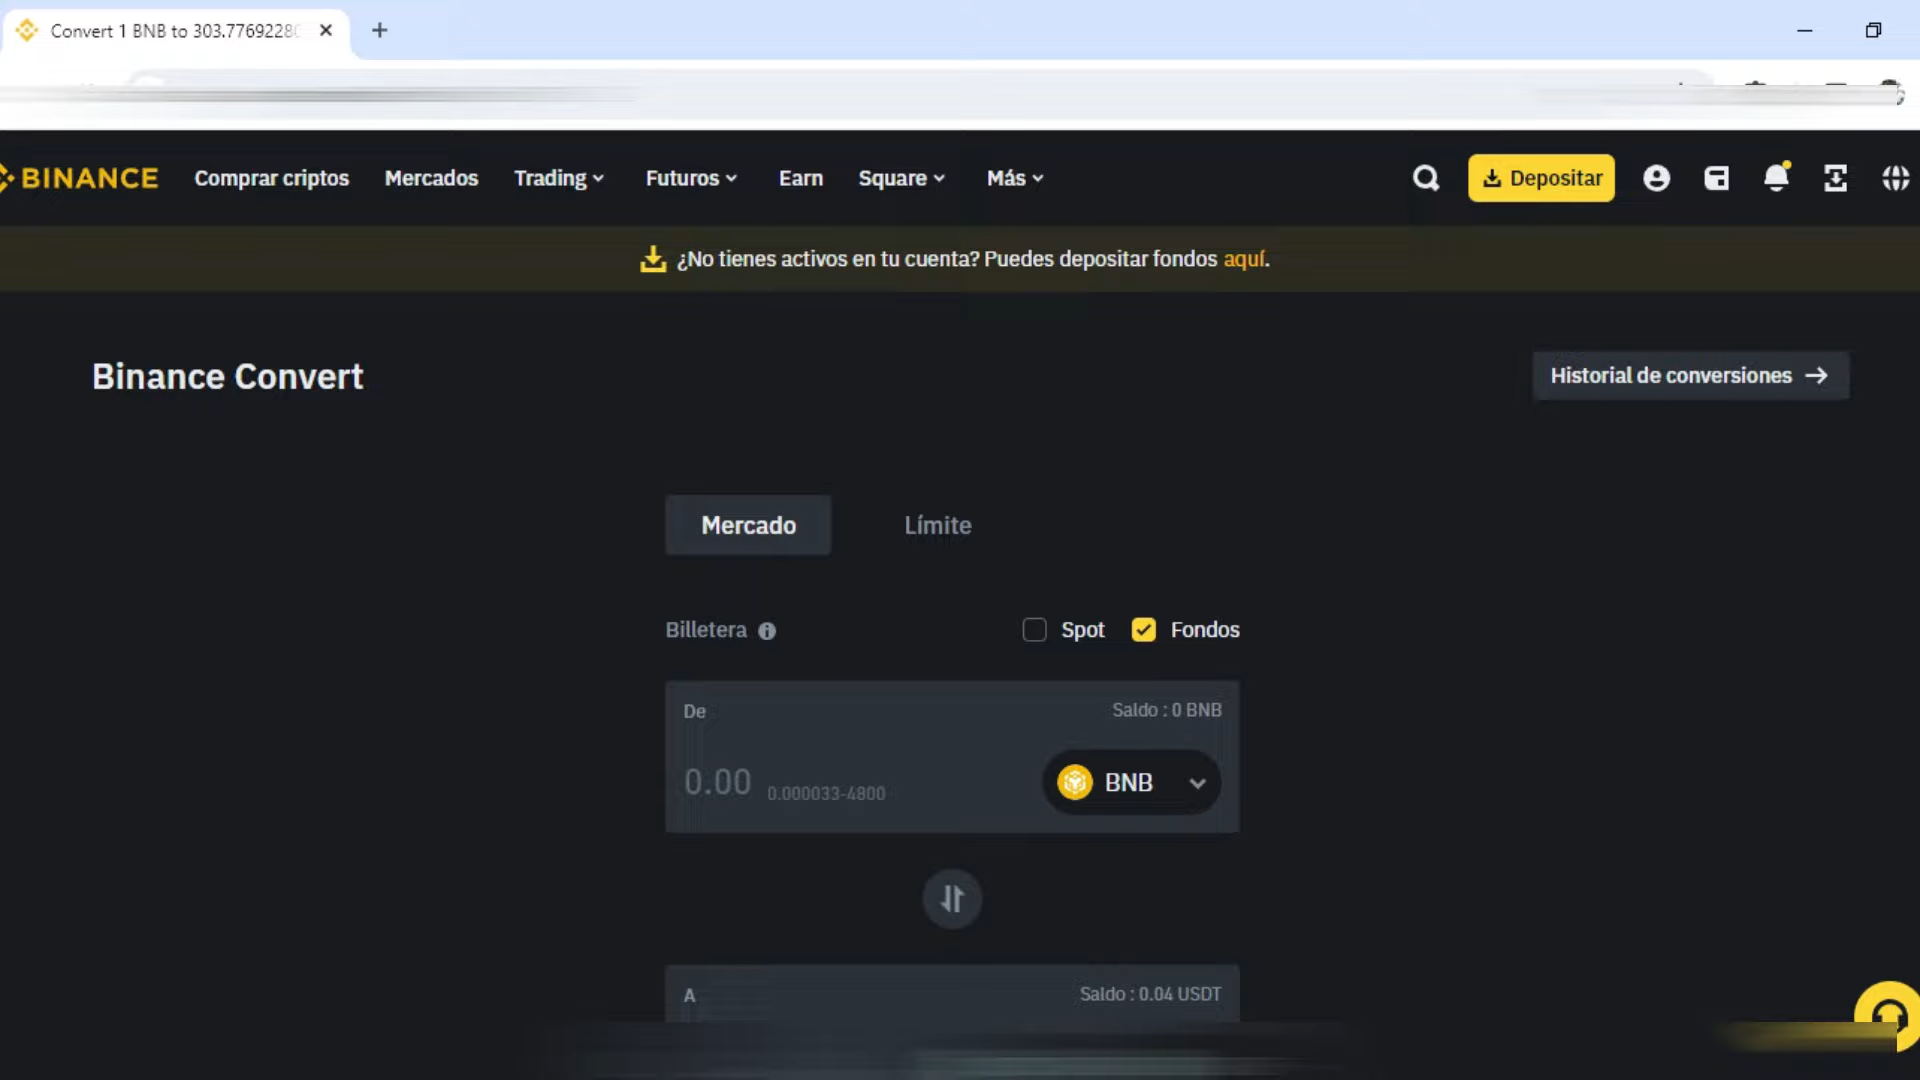 Convert 1 BNB to 303.77692280
BINANCE Comprar criptos Mercados Trading Futuros Earn Square Más Depositar
¿No tienes activos en tu cuenta? Puedes depositar fondos aquí.
Binance Convert Historial de conversiones →
Mercado Límite
Billetera Spot Fondos
De Saldo : 0 BNB
0.00 0.000033-4800 BNB
A Saldo : 0.04 USDT